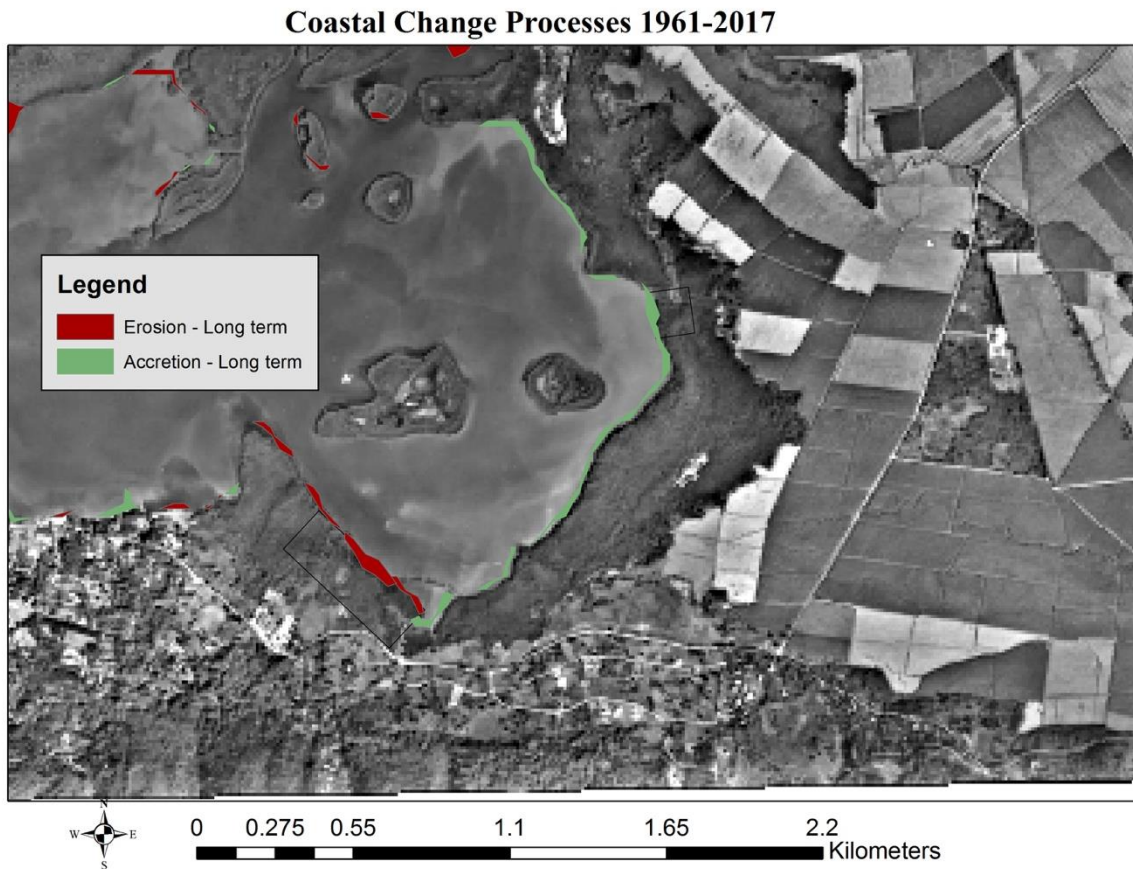 Coastal Change Processes 1961-2017
Legend
Erosion - Long term
Accretion - Long term
N
W E
S
0 0.275 0.55 1.1 1.65 2.2
Kilometers